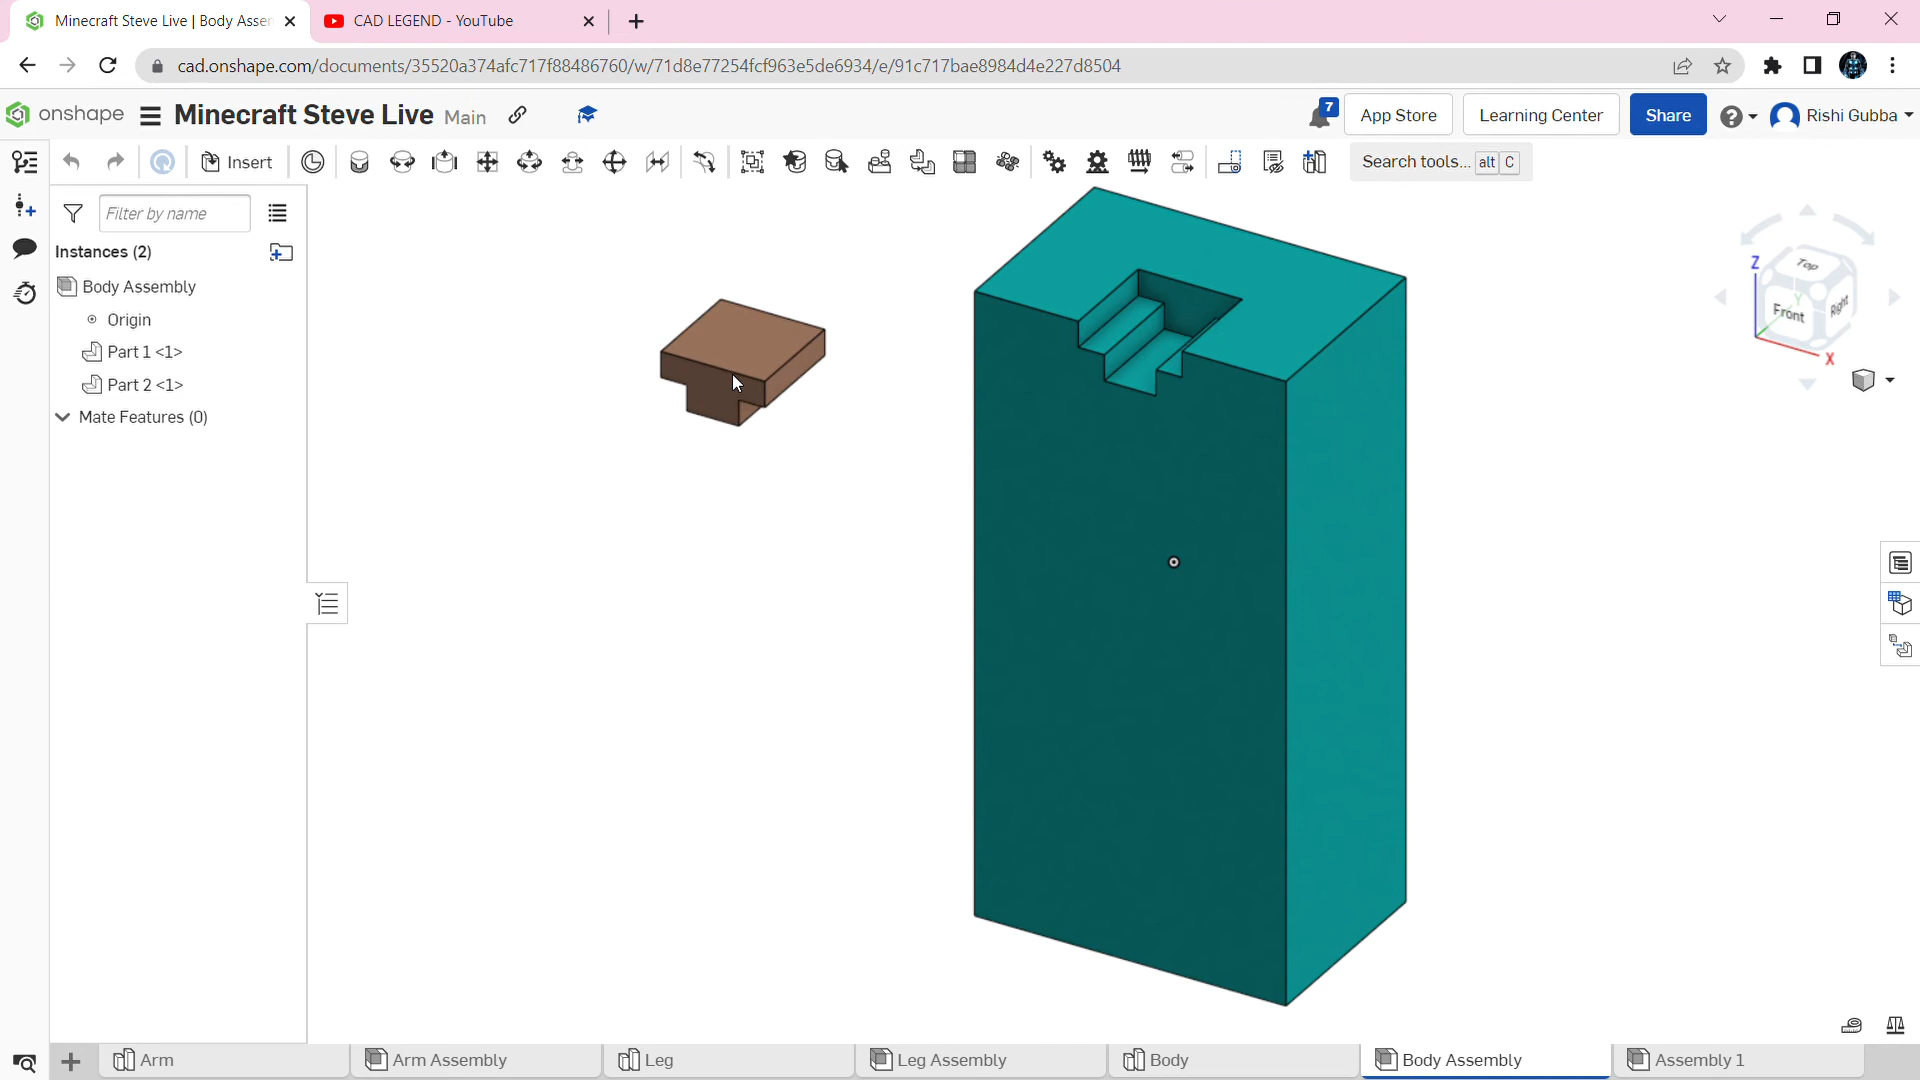 Minecraft Steve Live | Body Assem
CAD LEGEND - YouTube
cad.onshape.com/documents/35520a374afc717f88486760/w/71d8e77254fcf963e5de6934/e/91c717bae8984d4e227d8504
onshape
Minecraft Steve Live Main
7
App Store
Learning Center
Share
Rishi Gubba
Insert
Search tools... alt C
Filter by name
Instances (2)
Body Assembly
Origin
Part 1 <1>
Part 2 <1>
Mate Features (0)
Z
Top
Y
Front
Right
X
Arm
Arm Assembly
Leg
Leg Assembly
Body
Body Assembly
Assembly 1